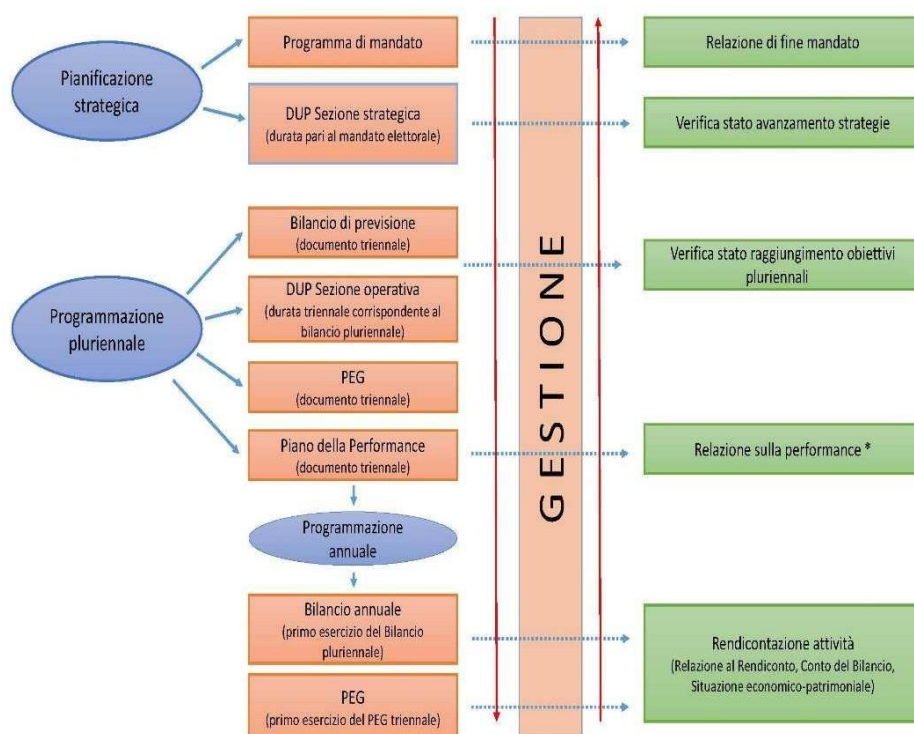 Pianificazione
strategica
Programma di mandato
Relazione di fine mandato
DUP Sezione strategica
(durata pari al mandato elettorale)
Verifica stato avanzamento strategie
Programmazione
pluriennale
Bilancio di previsione
(documento triennale)
DUP Sezione operativa
(durata triennale corrispondente al
bilancio pluriennale)
Verifica stato raggiungimento obiettivi
pluriennali
PEG
(documento triennale)
Piano della Performance
(documento triennale)
Relazione sulla performance *
GESTIONE
Programmazione
annuale
Bilancio annuale
(primo esercizio del Bilancio
pluriennale)
PEG
(primo esercizio del PEG triennale)
Rendicontazione attività
(Relazione al Rendiconto, Conto del Bilancio,
Situazione economico-patrimoniale)